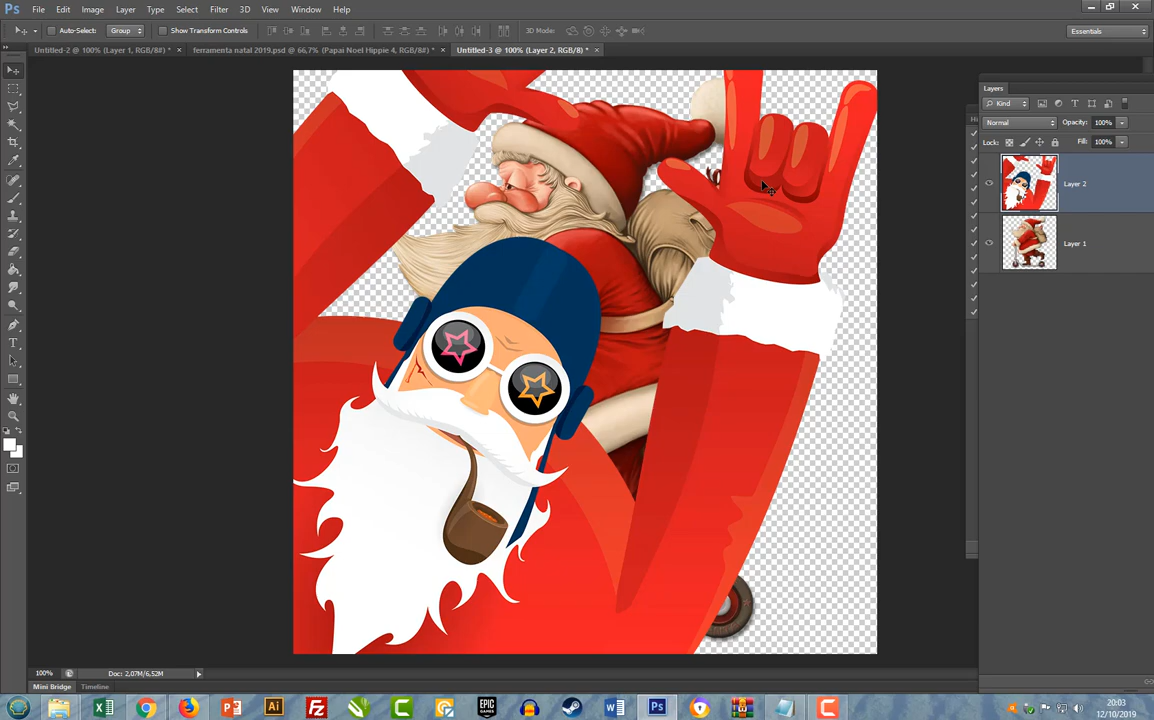 Ps File Edit Image Layer Type Select Filter 3D View Window Help
Auto-Select: Group Show Transform Controls 3D Mode: Essentials
Untitled-2 @ 100% (Layer 1, RGB/8#) * × ferramenta natal 2019.psd @ 66,7% (Papai Noel Hippie 4, RGB/8#) * × Untitled-3 @ 100% (Layer 2, RGB/8) * ×
Layers
Kind
Normal Opacity: 100%
Lock: Fill: 100%
Layer 2
Layer 1
100% Doc: 2,07M/6,52M
Mini Bridge Timeline
20:03
12/10/2019